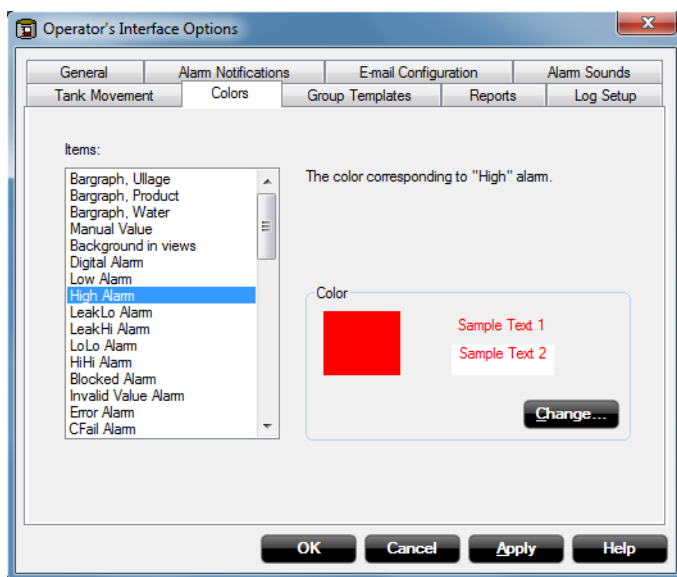 Operator's Interface Options
General
Alarm Notifications
E-mail Configuration
Alarm Sounds
Tank Movement
Colors
Group Templates
Reports
Log Setup
Items:
Bargraph, Ullage
Bargraph, Product
Bargraph, Water
Manual Value
Background in views
Digital Alarm
Low Alarm
High Alarm
LeakLo Alarm
LeakHi Alarm
LoLo Alarm
HiHi Alarm
Blocked Alarm
Invalid Value Alarm
Error Alarm
CFail Alarm
The color corresponding to "High" alarm.
Color
Sample Text 1
Sample Text 2
Change...
OK
Cancel
Apply
Help